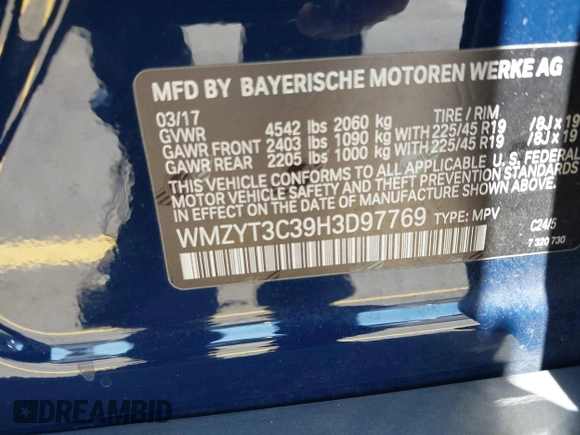 MFD BY BAYERISCHE MOTOREN WERKE AG
03/17 TIRE / RIM
GVWR 4542 lbs 2060 kg
GAWR FRONT 2403 lbs 1090 kg WITH 225/45 R19 /8J x 19
GAWR REAR 2205 lbs 1000 kg WITH 225/45 R19 /8J x 19
THIS VEHICLE CONFORMS TO ALL APPLICABLE U. S. FEDERAL
MOTOR VEHICLE SAFETY AND THEFT PREVENTION STANDARDS
IN EFFECT ON THE DATE OF MANUFACTURE SHOWN ABOVE.
WMZYT3C39H3D97769 TYPE: MPV C24/5
7 320 730
DREAMBID